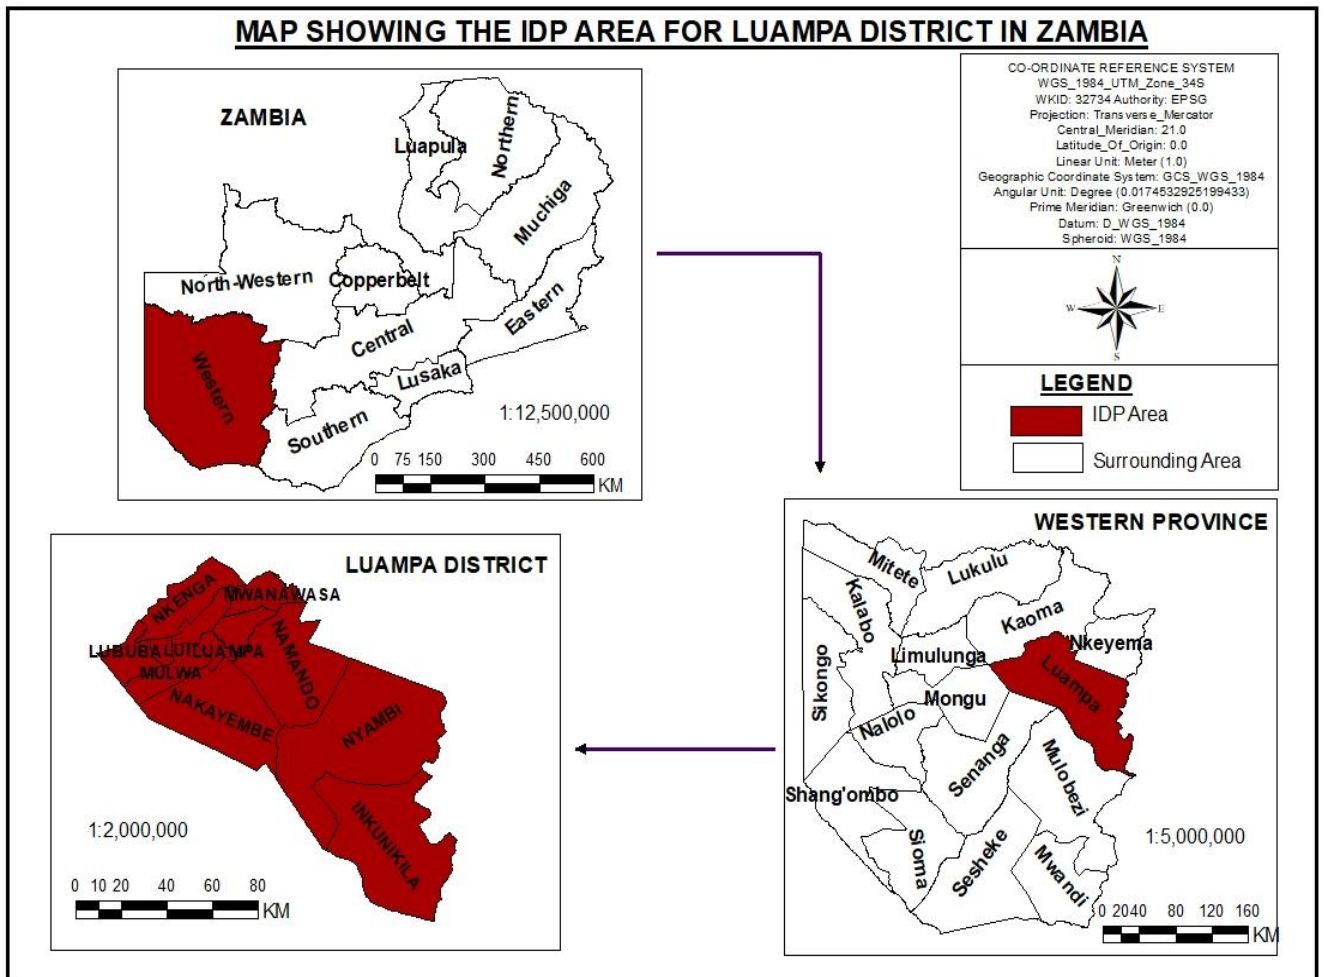 MAP SHOWING THE IDP AREA FOR LUAMPA DISTRICT IN ZAMBIA
ZAMBIA
Luapula
Northern
Muchiga
North-Western
Copperbelt
Eastern
Central
Western
Lusaka
Southern
1:12,500,000
0 75 150 300 450 600
KM
CO-ORDINATE REFERENCE SYSTEM
WGS_1984_UTM_Zone_34S
WKID: 32734 Authority: EPSG
Projection: Transverse_Mercator
Central_Meridian: 21.0
Latitude_Of_Origin: 0.0
Linear Unit: Meter (1.0)
Geographic Coordinate System: GCS_WGS_1984
Angular Unit: Degree (0.0174532925199433)
Prime Meridian: Greenwich (0.0)
Datum: D_WGS_1984
Spheroid: WGS_1984
N
W
E
S
LEGEND
IDP Area
Surrounding Area
LUAMPA DISTRICT
NKENGA
MWANAWASA
LUBUBA
LUAMPA
MULWA
NAMANDO
NAKAYEMBE
NYAMBI
INKUNIKILA
1:2,000,000
0 10 20 40 60 80
KM
WESTERN PROVINCE
Mitete
Lukulu
Kalabo
Kaoma
Nkeyema
Limulunga
Luampa
Sikongo
Mongu
Nalolo
Senanga
Mulobezi
Shang'ombo
Sioma
Sesheke
Mwandi
1:5,000,000
0 20 40 80 120 160
KM